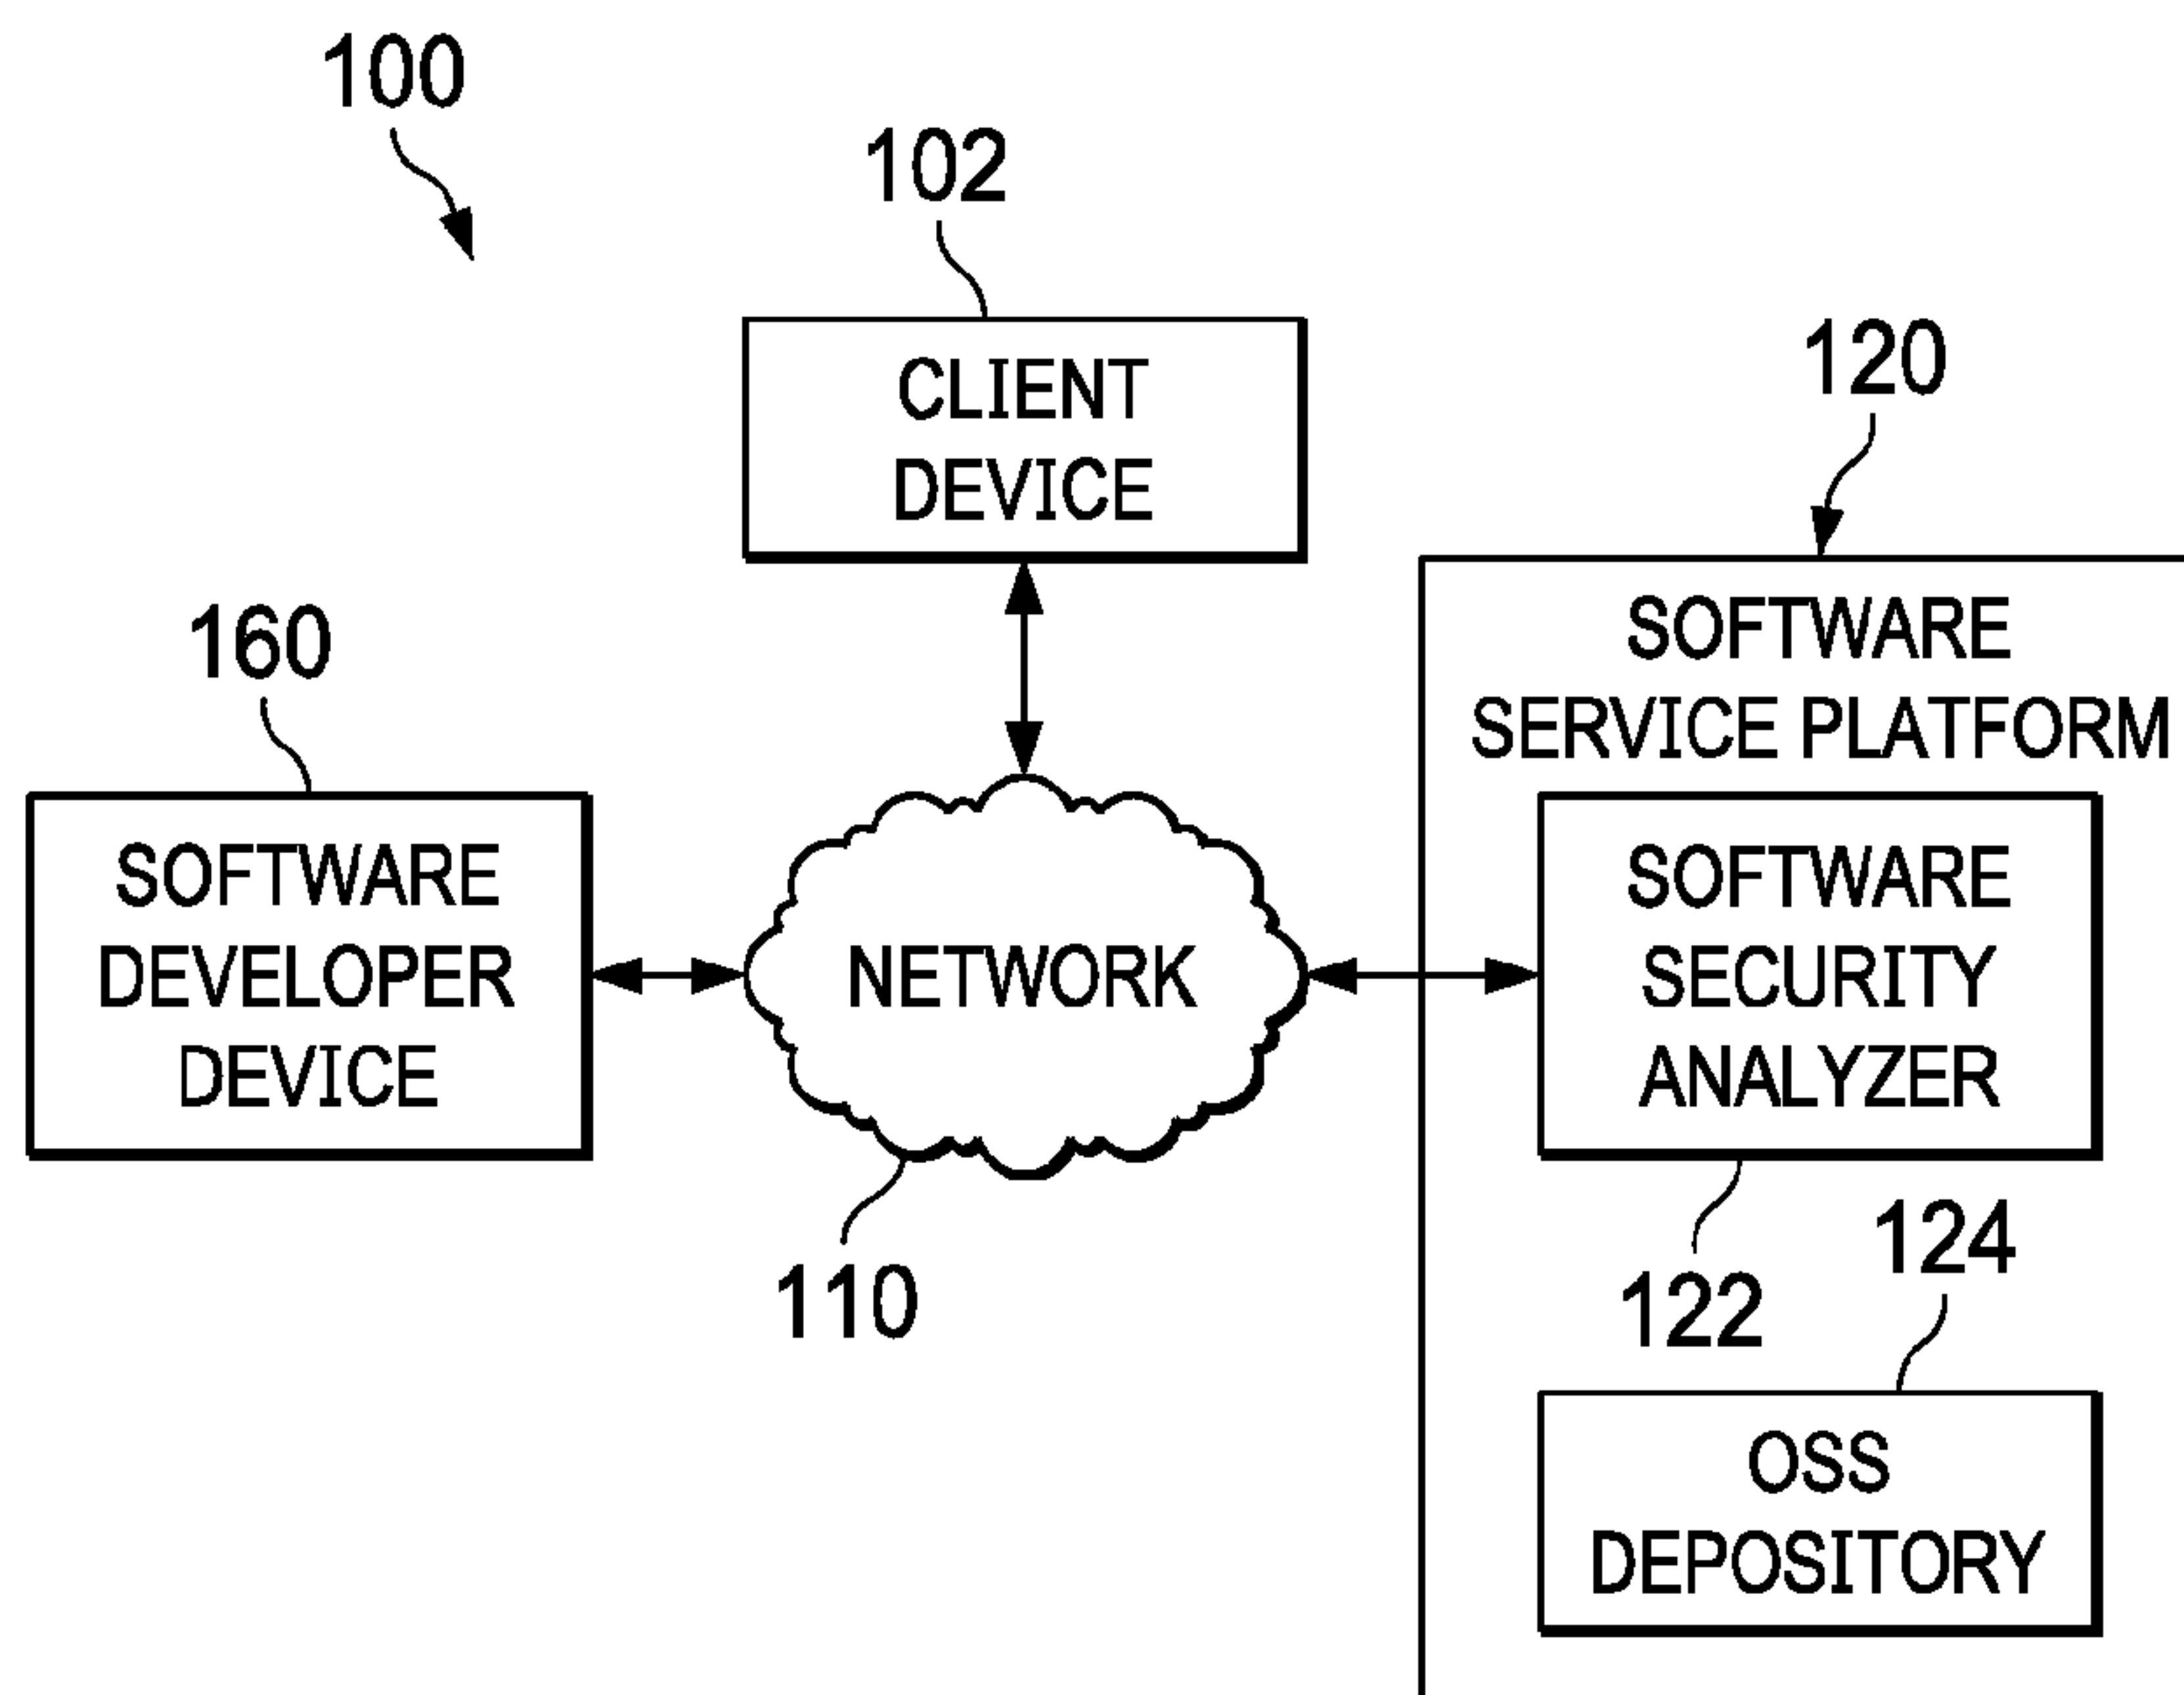 100
102
CLIENT
DEVICE
120
160
SOFTWARE
SERVICE PLATFORM
SOFTWARE
DEVELOPER
DEVICE
NETWORK
SOFTWARE
SECURITY
ANALYZER
110
122
124
OSS
DEPOSITORY